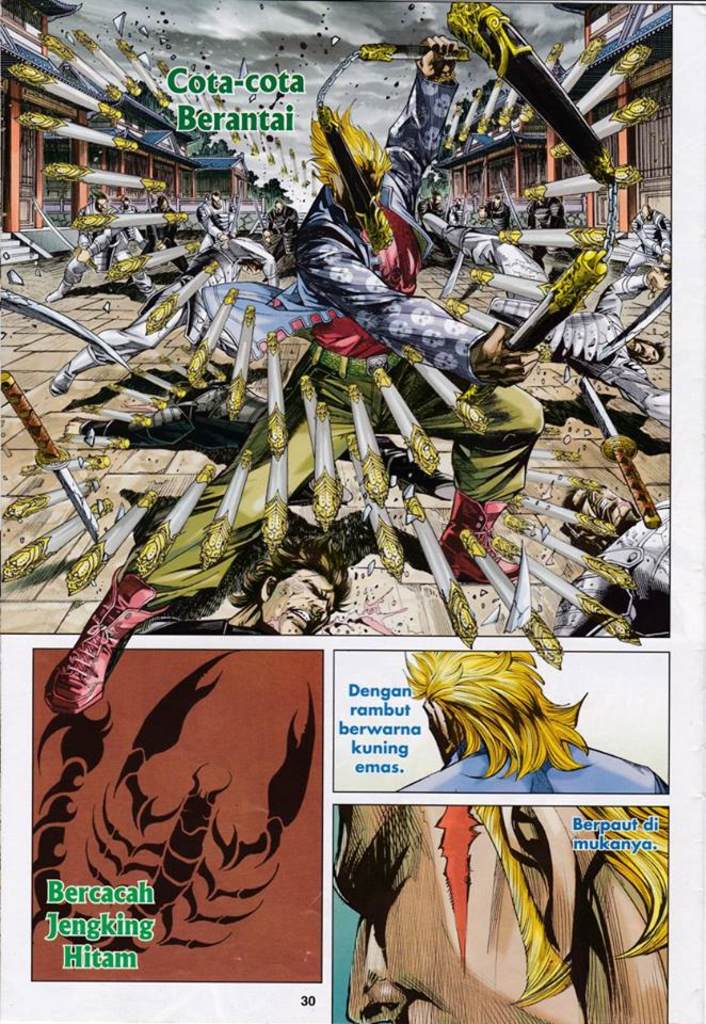 Cota-cota
Berantai
Dengan
rambut
berwarna
kuning
emas.
Berpaut di
mukanya.
Bercacah
Jengking
Hitam
30